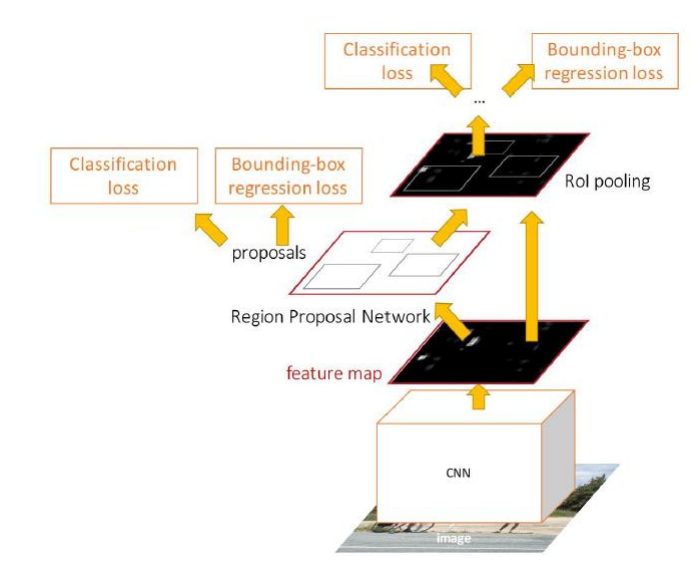 Classification
loss
Bounding-box
regression loss
...
Classification
loss
Bounding-box
regression loss
RoI pooling
proposals
Region Proposal Network
feature map
CNN
image